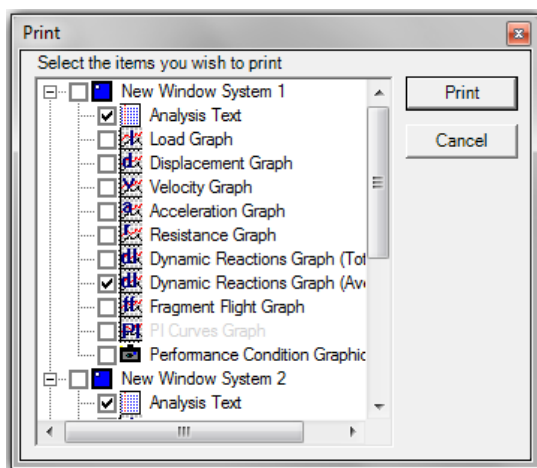 Print
Select the items you wish to print
New Window System 1
Print
Analysis Text
Load Graph
Cancel
Displacement Graph
Velocity Graph
Acceleration Graph
Resistance Graph
Dynamic Reactions Graph (Tot
Dynamic Reactions Graph (Ave
Fragment Flight Graph
PI Curves Graph
Performance Condition Graphic
New Window System 2
Analysis Text